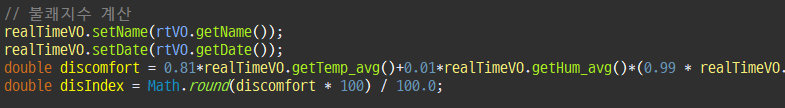 // 불쾌지수 계산
realTimeVO.setName(rtVO.getName());
realTimeVO.setDate(rtVO.getDate());
double discomfort = 0.81*realTimeVO.getTemp_avg()+0.01*realTimeVO.getHum_avg()*(0.99 * realTimeVO.
double disIndex = Math.round(discomfort * 100) / 100.0;